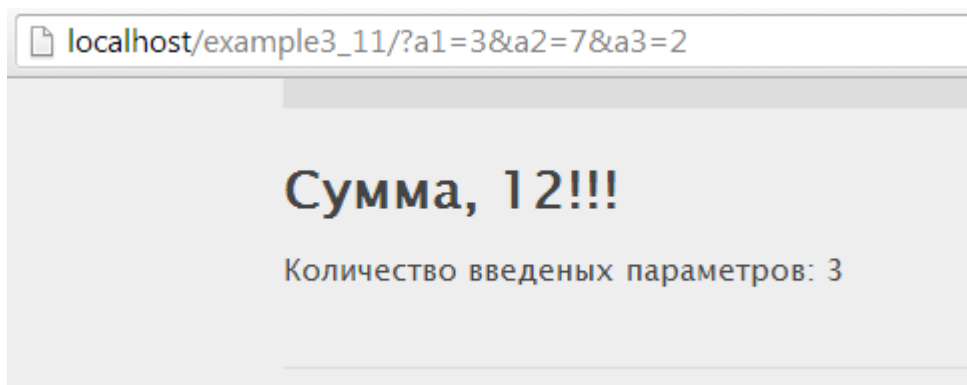 localhost/example3_11/?a1=3&a2=7&a3=2
Сумма, 12!!!
Количество введеных параметров: 3